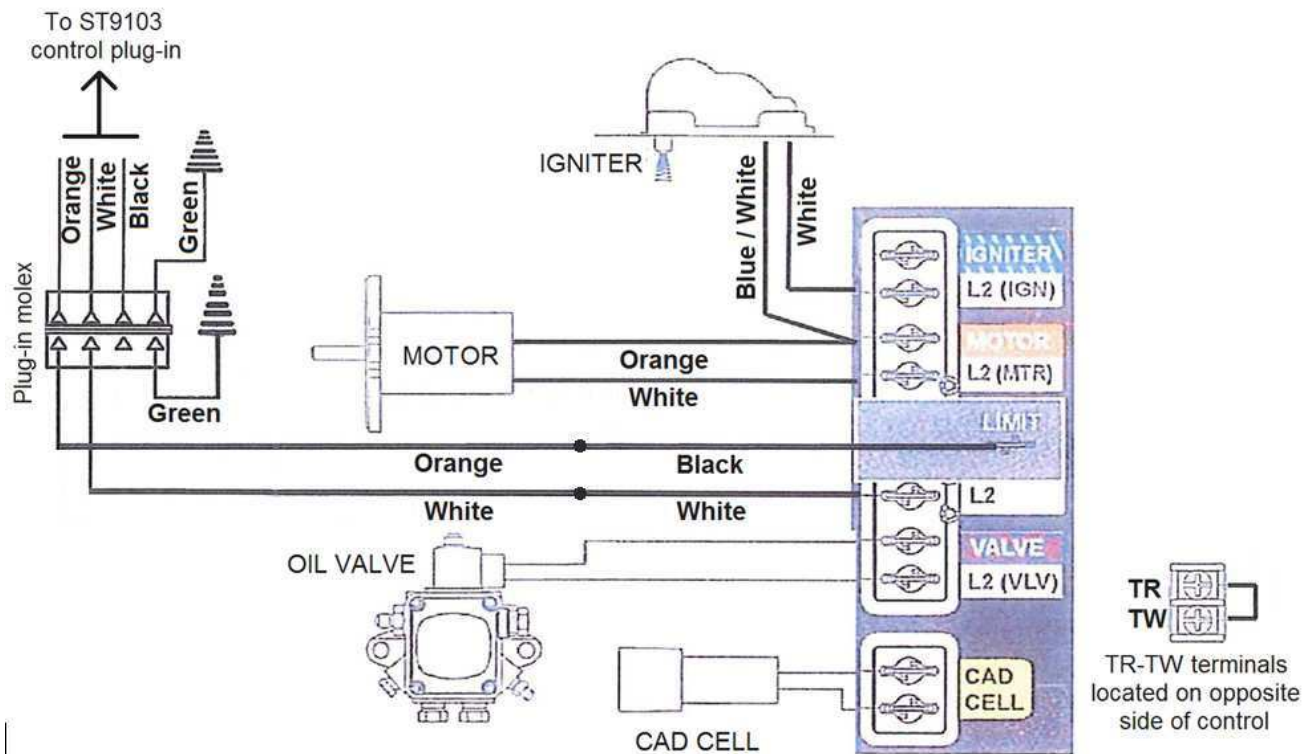 To ST9103
control plug-in
Orange
White
Black
Green
Plug-in molex
Green
IGNITER
Blue / White
White
IGNITER
L2 (IGN)
MOTOR
L2 (MTR)
MOTOR
Orange
White
LIMIT
Orange
Black
White
White
L2
OIL VALVE
VALVE
L2 (VLV)
CAD CELL
CAD
CELL
TR
TW
TR-TW terminals
located on opposite
side of control